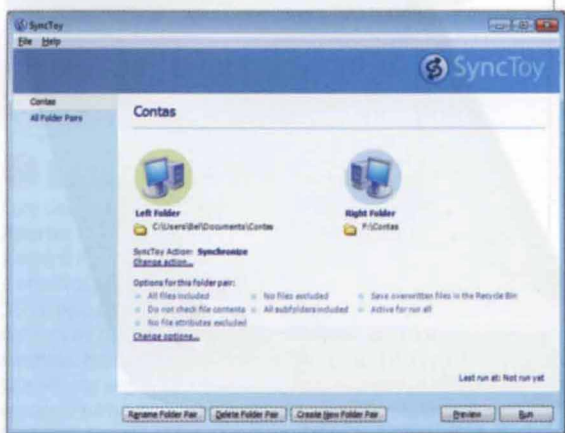 SyncToy
File Help
SyncToy
Contas
All Folder Pairs
Contas
Left Folder
C:\Users\Bel\Documents\Contas
Right Folder
F:\Contas
SyncToy Action: Synchronize
Change action...
Options for this folder pair:
All files included
No files excluded
Save overwritten files in the Recycle Bin
Do not check file contents
All subfolders included
Active for run all
No file attributes excluded
Change options...
Last run at: Not run yet
Rename Folder Pair
Delete Folder Pair
Create New Folder Pair
Preview
Run